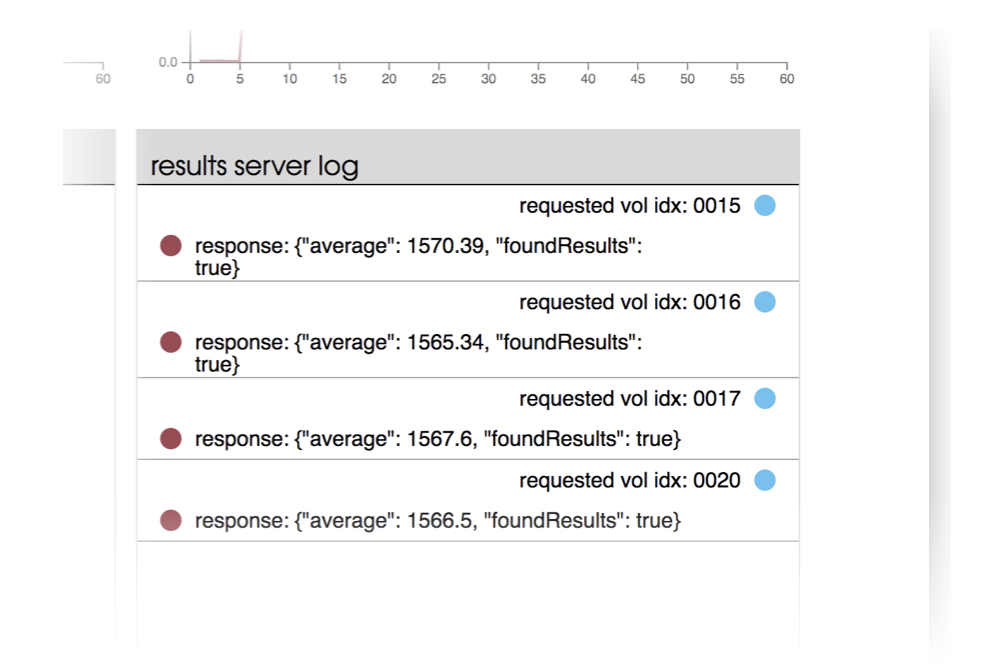 0.0
60
0 5 10 15 20 25 30 35 40 45 50 55 60
results server log
requested vol idx: 0015
response: {"average": 1570.39, "foundResults":
true}
requested vol idx: 0016
response: {"average": 1565.34, "foundResults":
true}
requested vol idx: 0017
response: {"average": 1567.6, "foundResults": true}
requested vol idx: 0020
response: {"average": 1566.5, "foundResults": true}